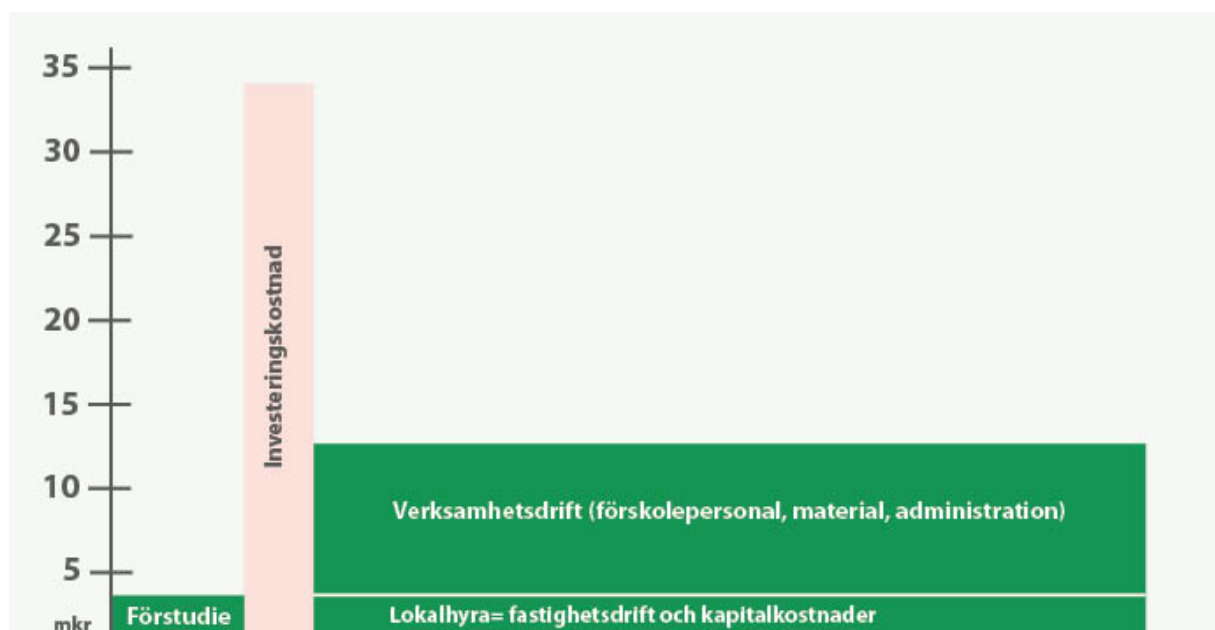 35
30
25
20
15
10
5
mkr
Investeringskostnad
Verksamhetsdrift (förskolepersonal, material, administration)
Förstudie
Lokalhyra= fastighetsdrift och kapitalkostnader